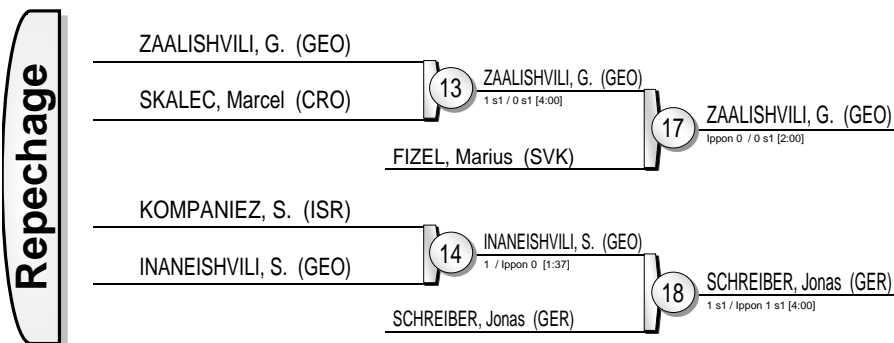 Repechage
ZAALISHVILI, G. (GEO)
SKALEC, Marcel (CRO)
13
ZAALISHVILI, G. (GEO)
1 s1 / 0 s1 [4:00]
FIZEL, Marius (SVK)
17
ZAALISHVILI, G. (GEO)
Ippon 0 / 0 s1 [2:00]
KOMPANIEZ, S. (ISR)
INANEISHVILI, S. (GEO)
14
INANEISHVILI, S. (GEO)
1 / Ippon 0 [1:37]
SCHREIBER, Jonas (GER)
18
SCHREIBER, Jonas (GER)
1 s1 / Ippon 1 s1 [4:00]